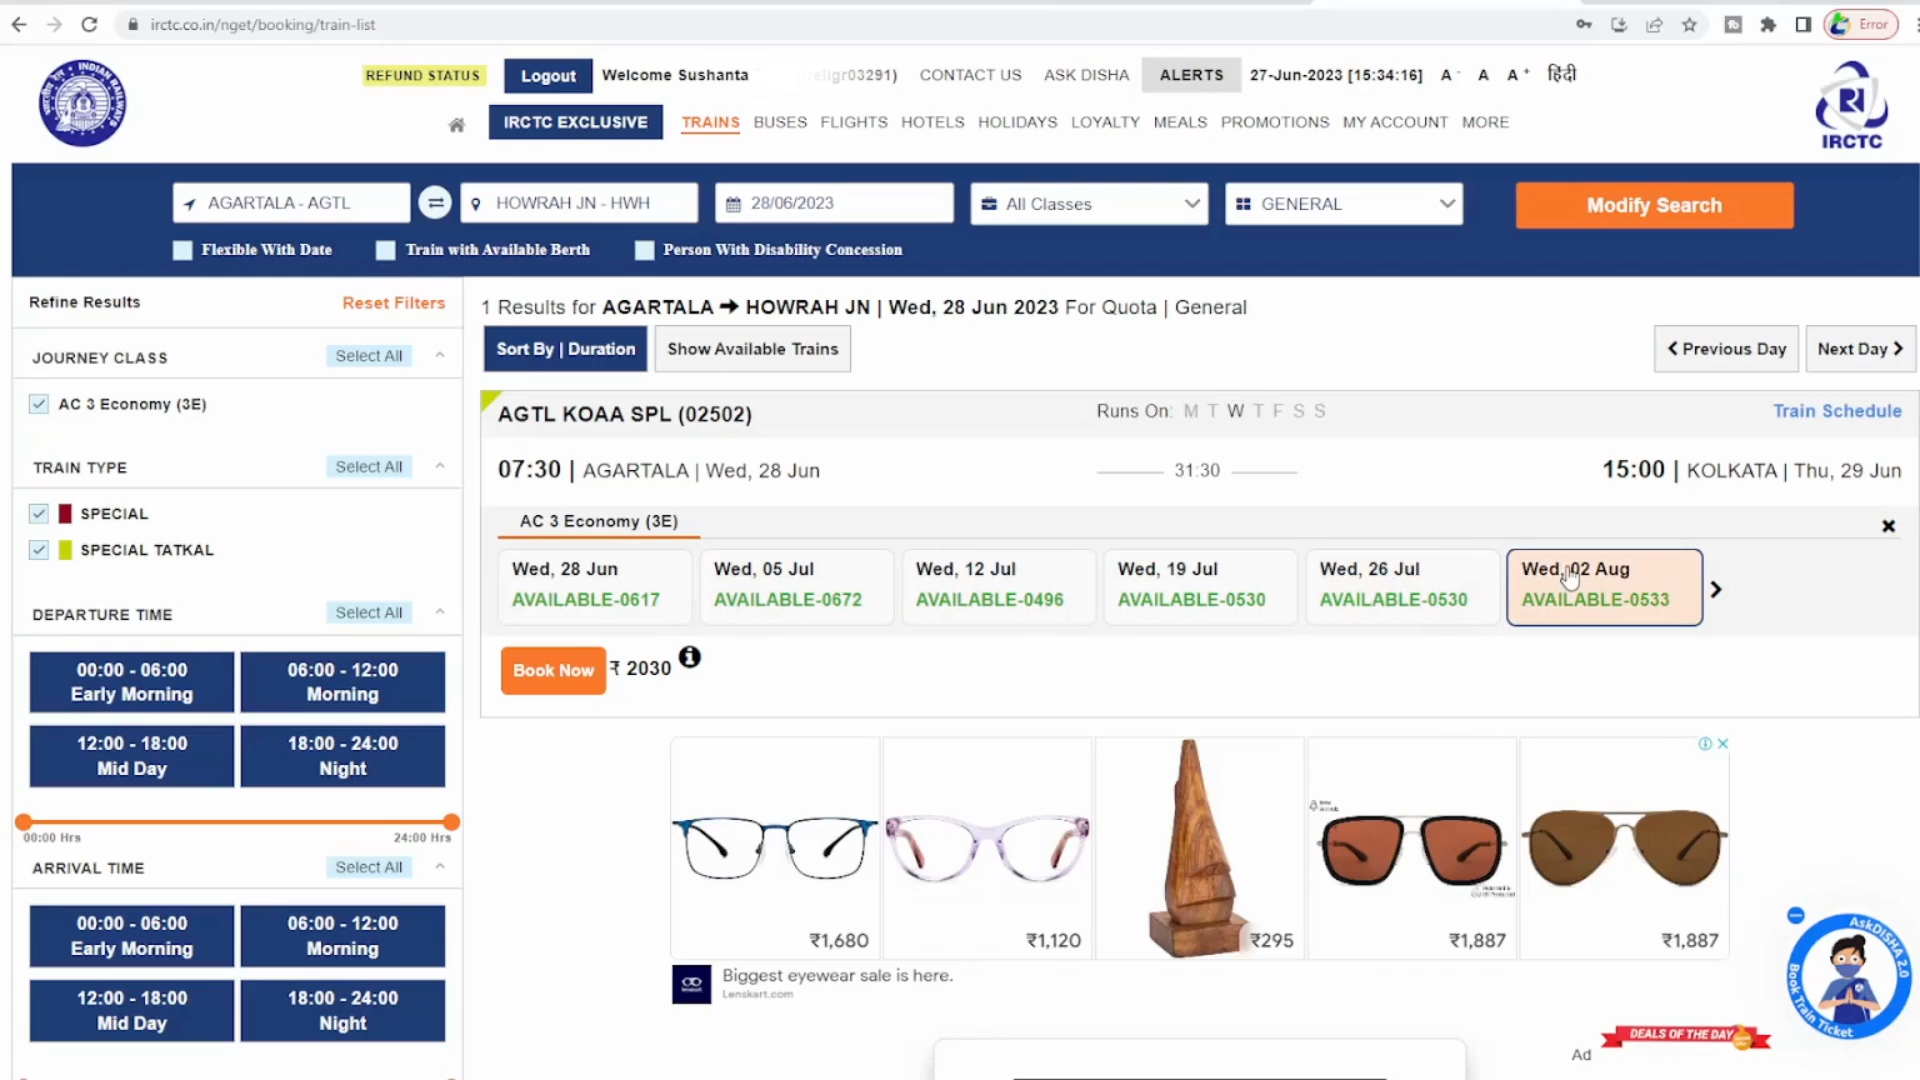 irctc.co.in/nget/booking/train-list
Error
INDIAN RAILWAYS
REFUND STATUS Logout Welcome Sushanta CONTACT US ASK DISHA ALERTS 27-Jun-2023 [15:34:16] A- A A+ हिंदी
IRCTC EXCLUSIVE TRAINS BUSES FLIGHTS HOTELS HOLIDAYS LOYALTY MEALS PROMOTIONS MY ACCOUNT MORE
IRCTC
AGARTALA - AGTL HOWRAH JN - HWH 28/06/2023 All Classes GENERAL Modify Search
Flexible With Date Train with Available Berth Person With Disability Concession
Refine Results Reset Filters
JOURNEY CLASS Select All
AC 3 Economy (3E)
TRAIN TYPE Select All
SPECIAL
SPECIAL TATKAL
DEPARTURE TIME Select All
00:00 - 06:00 06:00 - 12:00
Early Morning Morning
12:00 - 18:00 18:00 - 24:00
Mid Day Night
00:00 Hrs 24:00 Hrs
ARRIVAL TIME Select All
00:00 - 06:00 06:00 - 12:00
Early Morning Morning
12:00 - 18:00 18:00 - 24:00
Mid Day Night
1 Results for AGARTALA ➔ HOWRAH JN | Wed, 28 Jun 2023 For Quota | General
Sort By | Duration Show Available Trains Previous Day Next Day
AGTL KOAA SPL (02502) Runs On: M T W T F S S Train Schedule
07:30 | AGARTALA | Wed, 28 Jun 31:30 15:00 | KOLKATA | Thu, 29 Jun
AC 3 Economy (3E)
Wed, 28 Jun Wed, 05 Jul Wed, 12 Jul Wed, 19 Jul Wed, 26 Jul Wed, 02 Aug
AVAILABLE-0617 AVAILABLE-0672 AVAILABLE-0496 AVAILABLE-0530 AVAILABLE-0530 AVAILABLE-0533
Book Now ₹ 2030
₹1,680 ₹1,120 ₹295 ₹1,887 ₹1,887
Biggest eyewear sale is here.
Lenskart.com
AskDISHA 2.0
Book Train Ticket
DEALS OF THE DAY
Ad